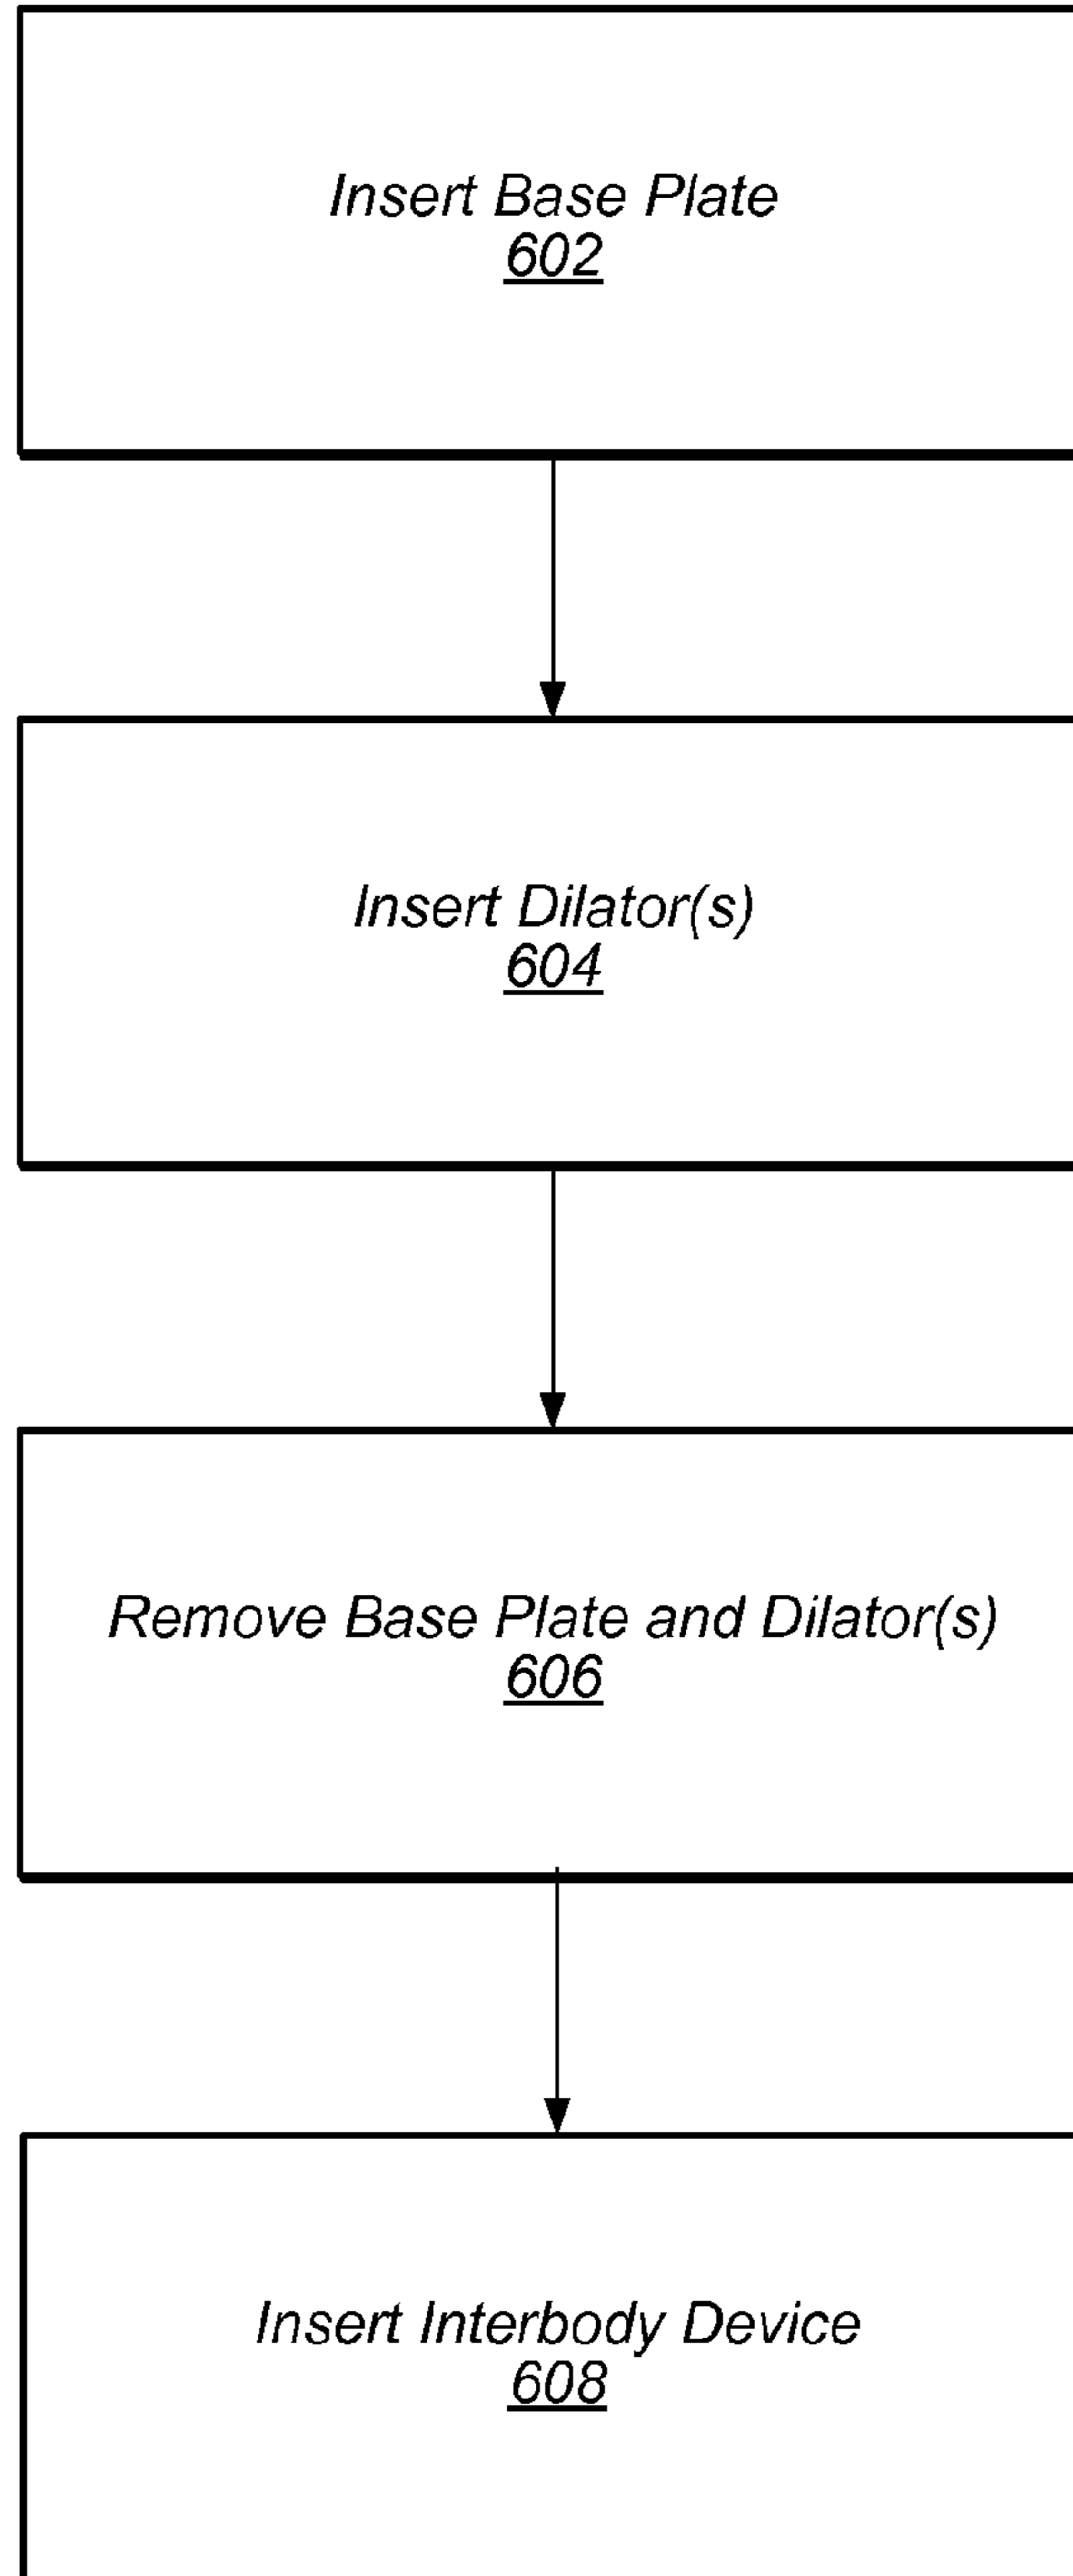 Insert Base Plate
602
Insert Dilator(s)
604
Remove Base Plate and Dilator(s)
606
Insert Interbody Device
608